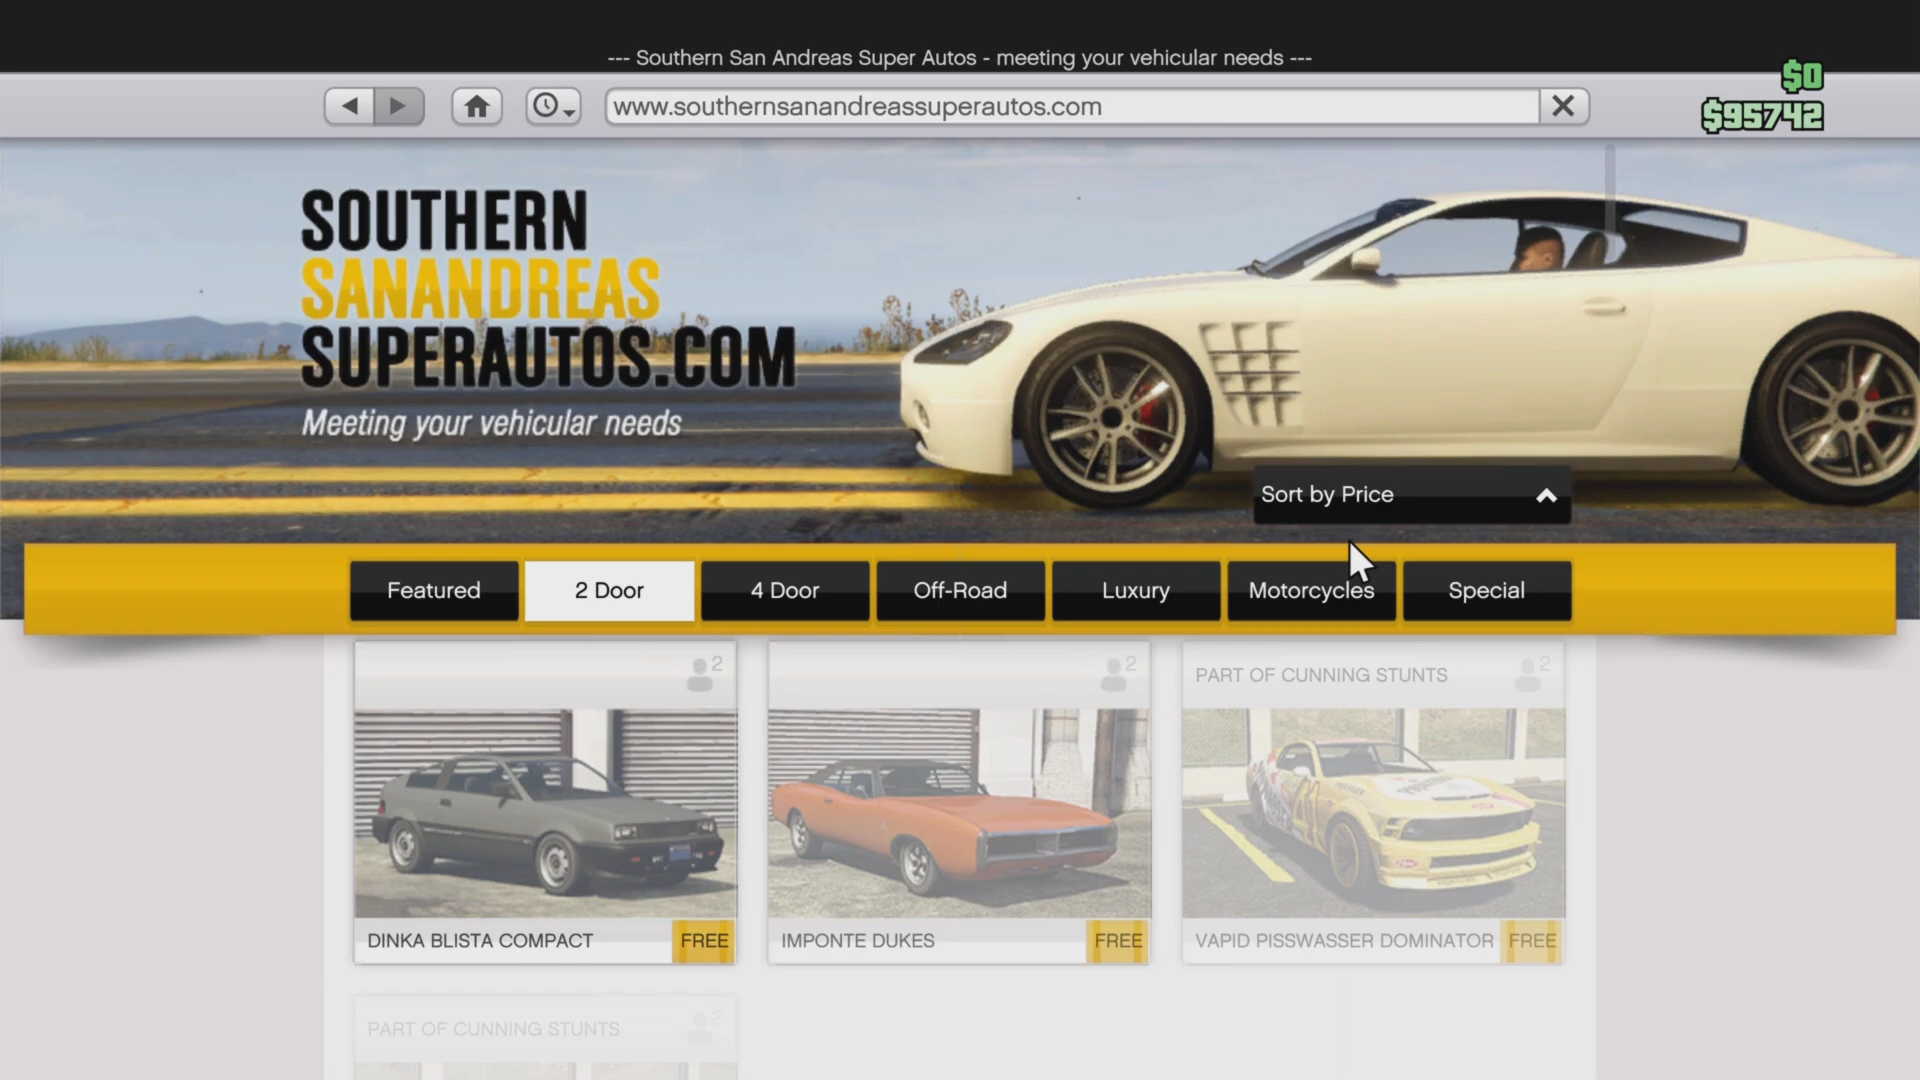 --- Southern San Andreas Super Autos - meeting your vehicular needs ---
$0
www.southernsanandreassuperautos.com
$95742
SOUTHERN
SANANDREAS
SUPERAUTOS.COM
Meeting your vehicular needs
Sort by Price
Featured
2 Door
4 Door
Off-Road
Luxury
Motorcycles
Special
2
2
PART OF CUNNING STUNTS
2
DINKA BLISTA COMPACT
FREE
IMPONTE DUKES
FREE
VAPID PISSWASSER DOMINATOR
FREE
PART OF CUNNING STUNTS
2